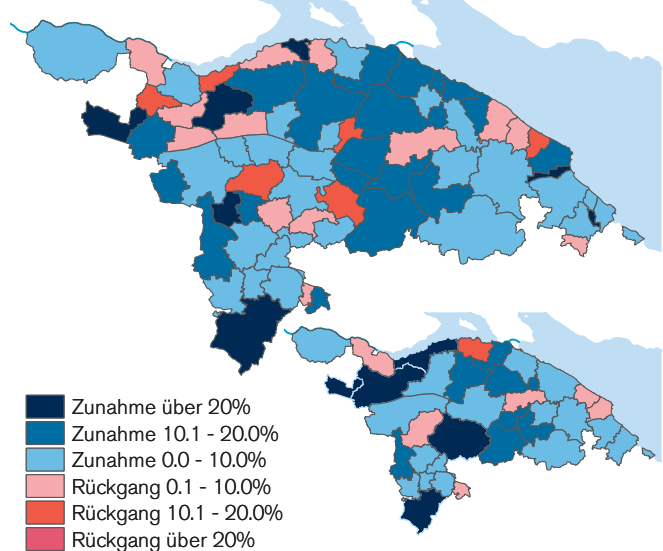 Zunahme über 20%
Zunahme 10.1 - 20.0%
Zunahme 0.0 - 10.0%
Rückgang 0.1 - 10.0%
Rückgang 10.1 - 20.0%
Rückgang über 20%